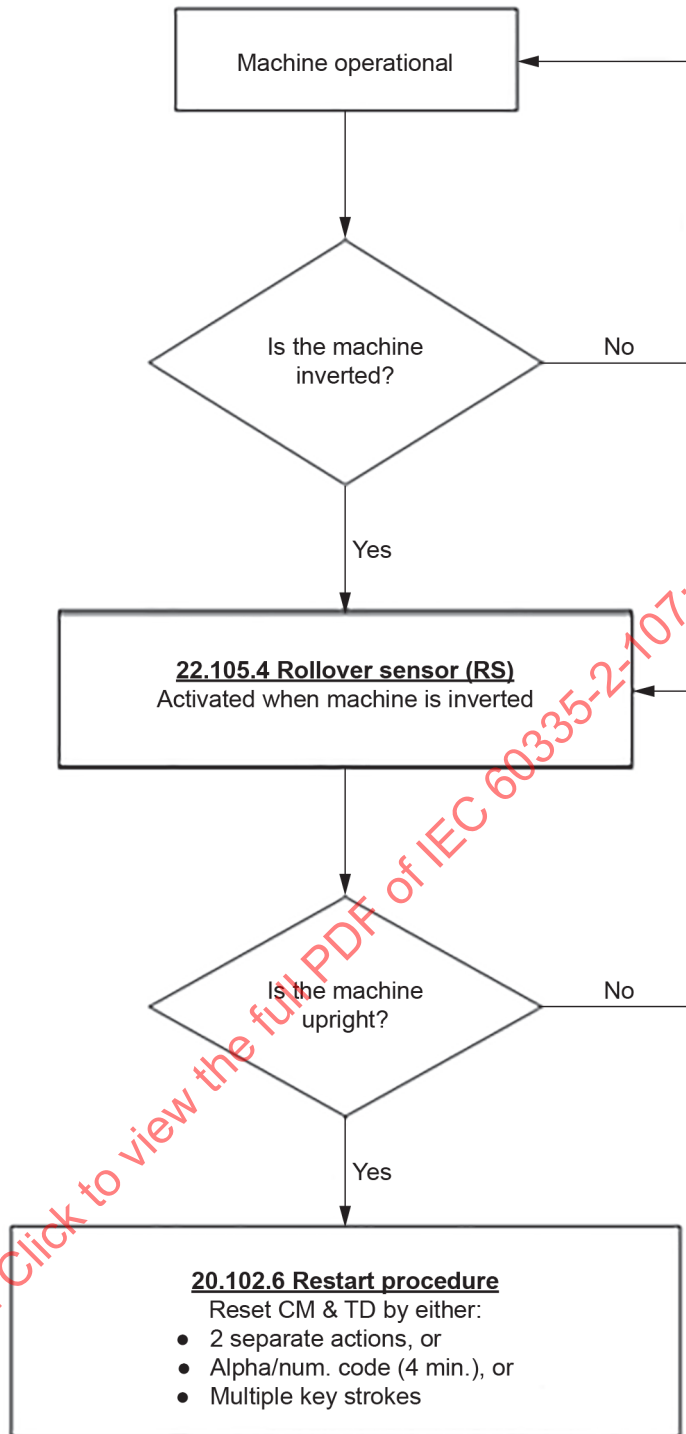 Machine operational
Is the machine
inverted?
No
Yes
22.105.4 Rollover sensor (RS)
Activated when machine is inverted
Is the machine
upright?
No
Yes
20.102.6 Restart procedure
Reset CM & TD by either:
● 2 separate actions, or
● Alpha/num. code (4 min.), or
● Multiple key strokes
Click to view the full PDF of IEC 60335-2-107: